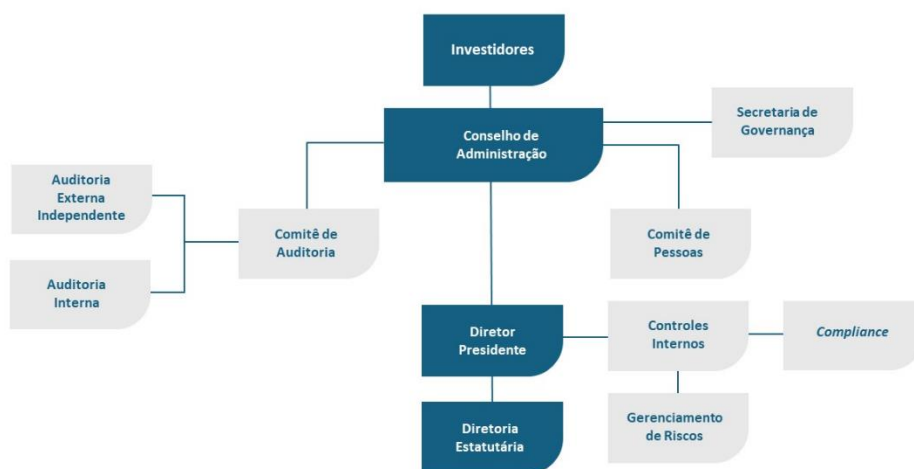 Investidores
Conselho de
Administração
Secretaria de
Governança
Auditoria
Externa
Independente
Comitê de
Auditoria
Comitê de
Pessoas
Auditoria
Interna
Diretor
Presidente
Controles
Internos
Compliance
Diretoria
Estatutária
Gerenciamento
de Riscos